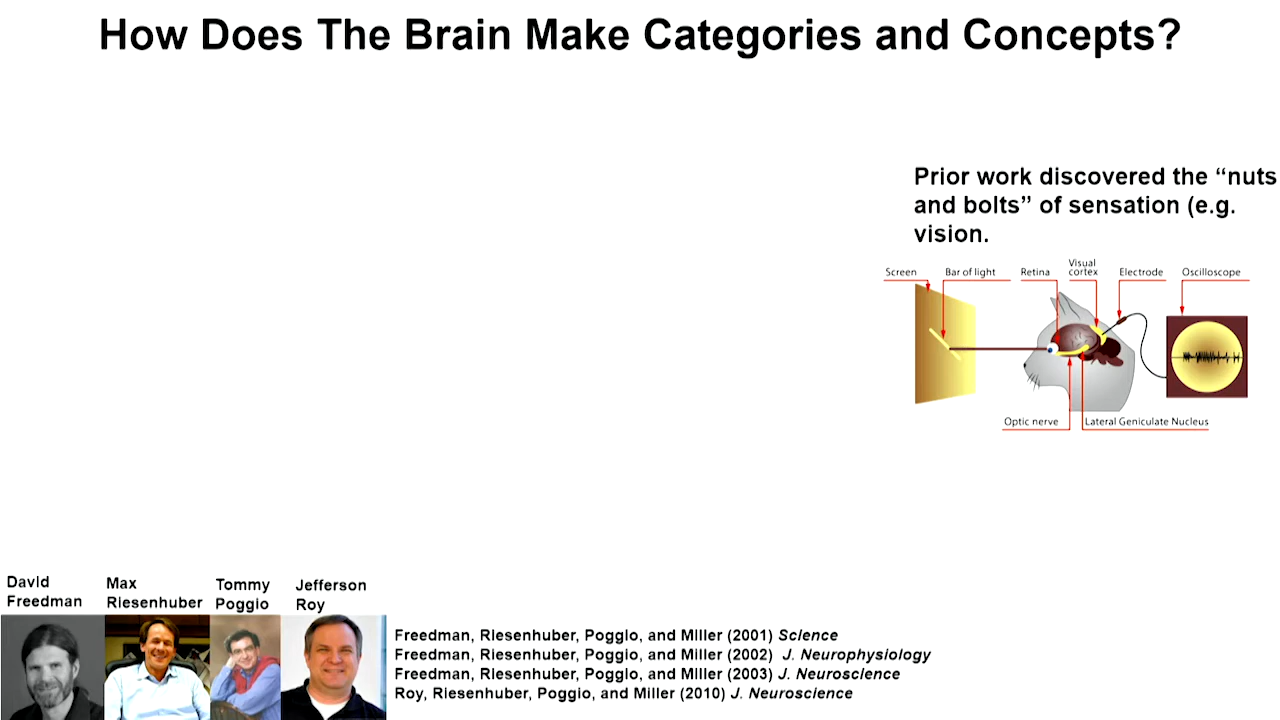 How Does The Brain Make Categories and Concepts?
Prior work discovered the “nuts
and bolts” of sensation (e.g.
vision.
Screen
Bar of light
Retina
Visual
cortex
Electrode
Oscilloscope
Optic nerve
Lateral Geniculate Nucleus
David
Freedman
Max
Riesenhuber
Tommy
Poggio
Jefferson
Roy
Freedman, Riesenhuber, Poggio, and Miller (2001) Science
Freedman, Riesenhuber, Poggio, and Miller (2002) J. Neurophysiology
Freedman, Riesenhuber, Poggio, and Miller (2003) J. Neuroscience
Roy, Riesenhuber, Poggio, and Miller (2010) J. Neuroscience